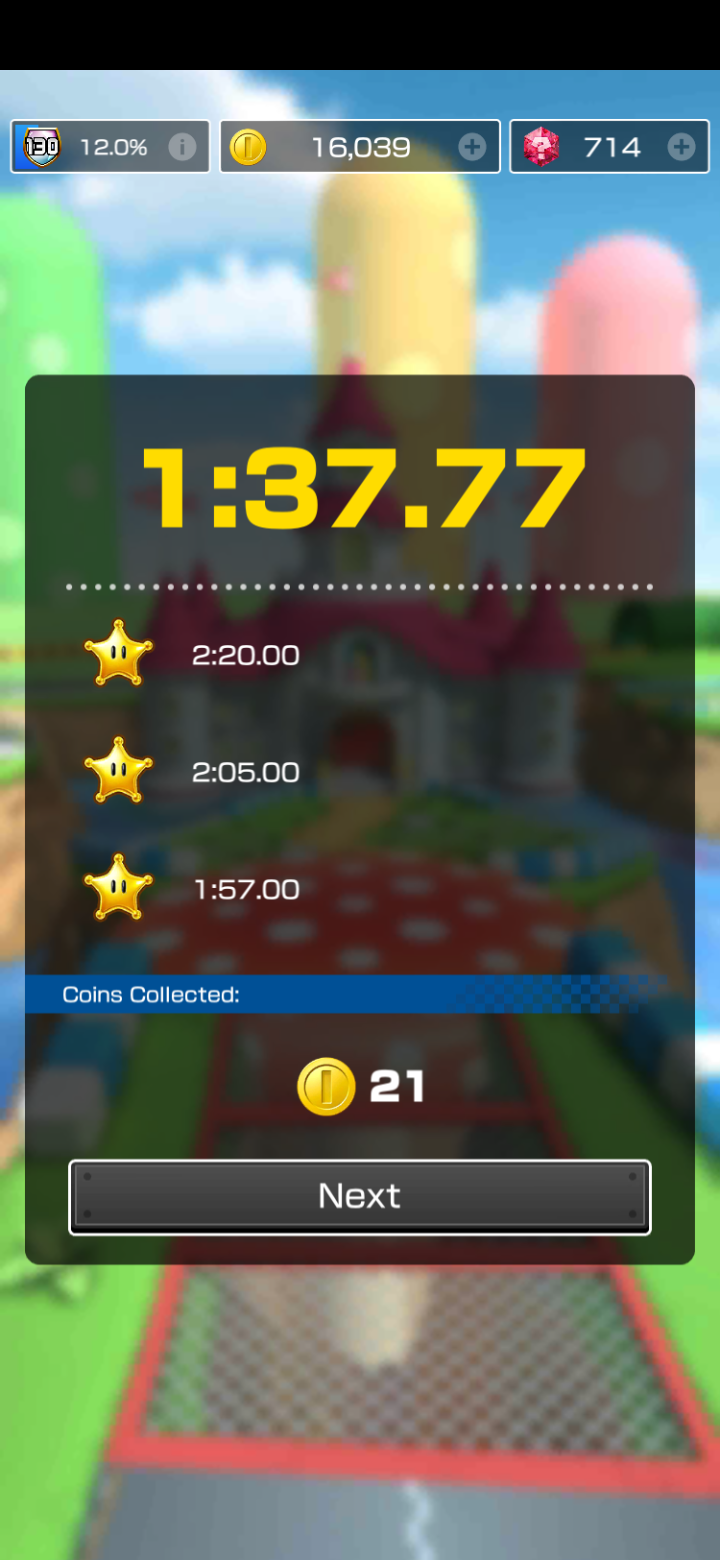 130 12.0% i 16,039 + ? 714 +
1:37.77
2:20.00
2:05.00
1:57.00
Coins Collected:
21
Next